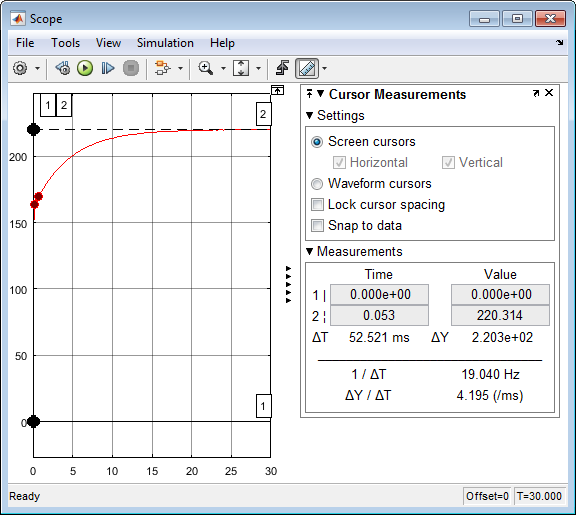 Scope
File Tools View Simulation Help
1 2
2
200
150
100
50
0
1
0 5 10 15 20 25 30
Cursor Measurements
Settings
Screen cursors
Horizontal Vertical
Waveform cursors
Lock cursor spacing
Snap to data
Measurements
Time Value
1 | 0.000e+00 0.000e+00
2 ¦ 0.053 220.314
ΔT 52.521 ms ΔY 2.203e+02
1 / ΔT 19.040 Hz
ΔY / ΔT 4.195 (/ms)
Ready Offset=0 T=30.000